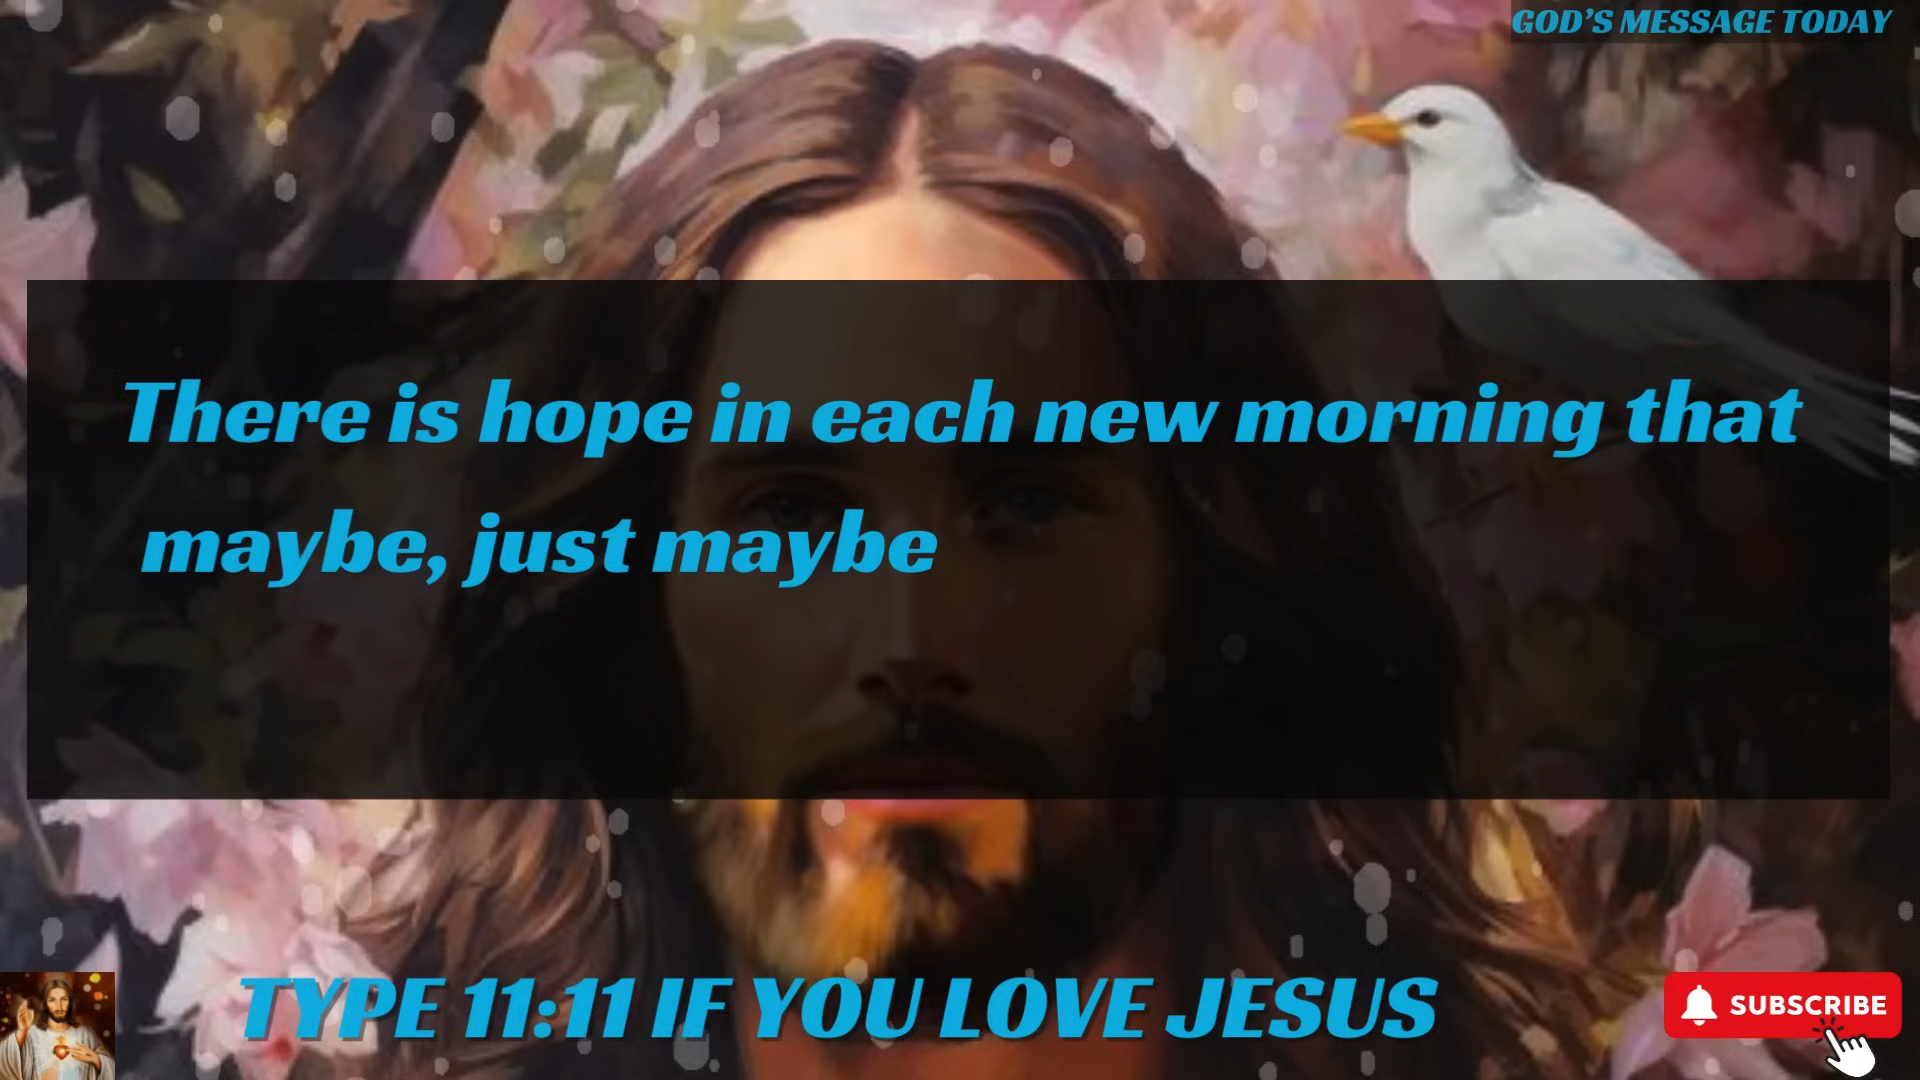 GOD'S MESSAGE TODAY
There is hope in each new morning that
maybe, just maybe
TYPE 11:11 IF YOU LOVE JESUS
SUBSCRIBE